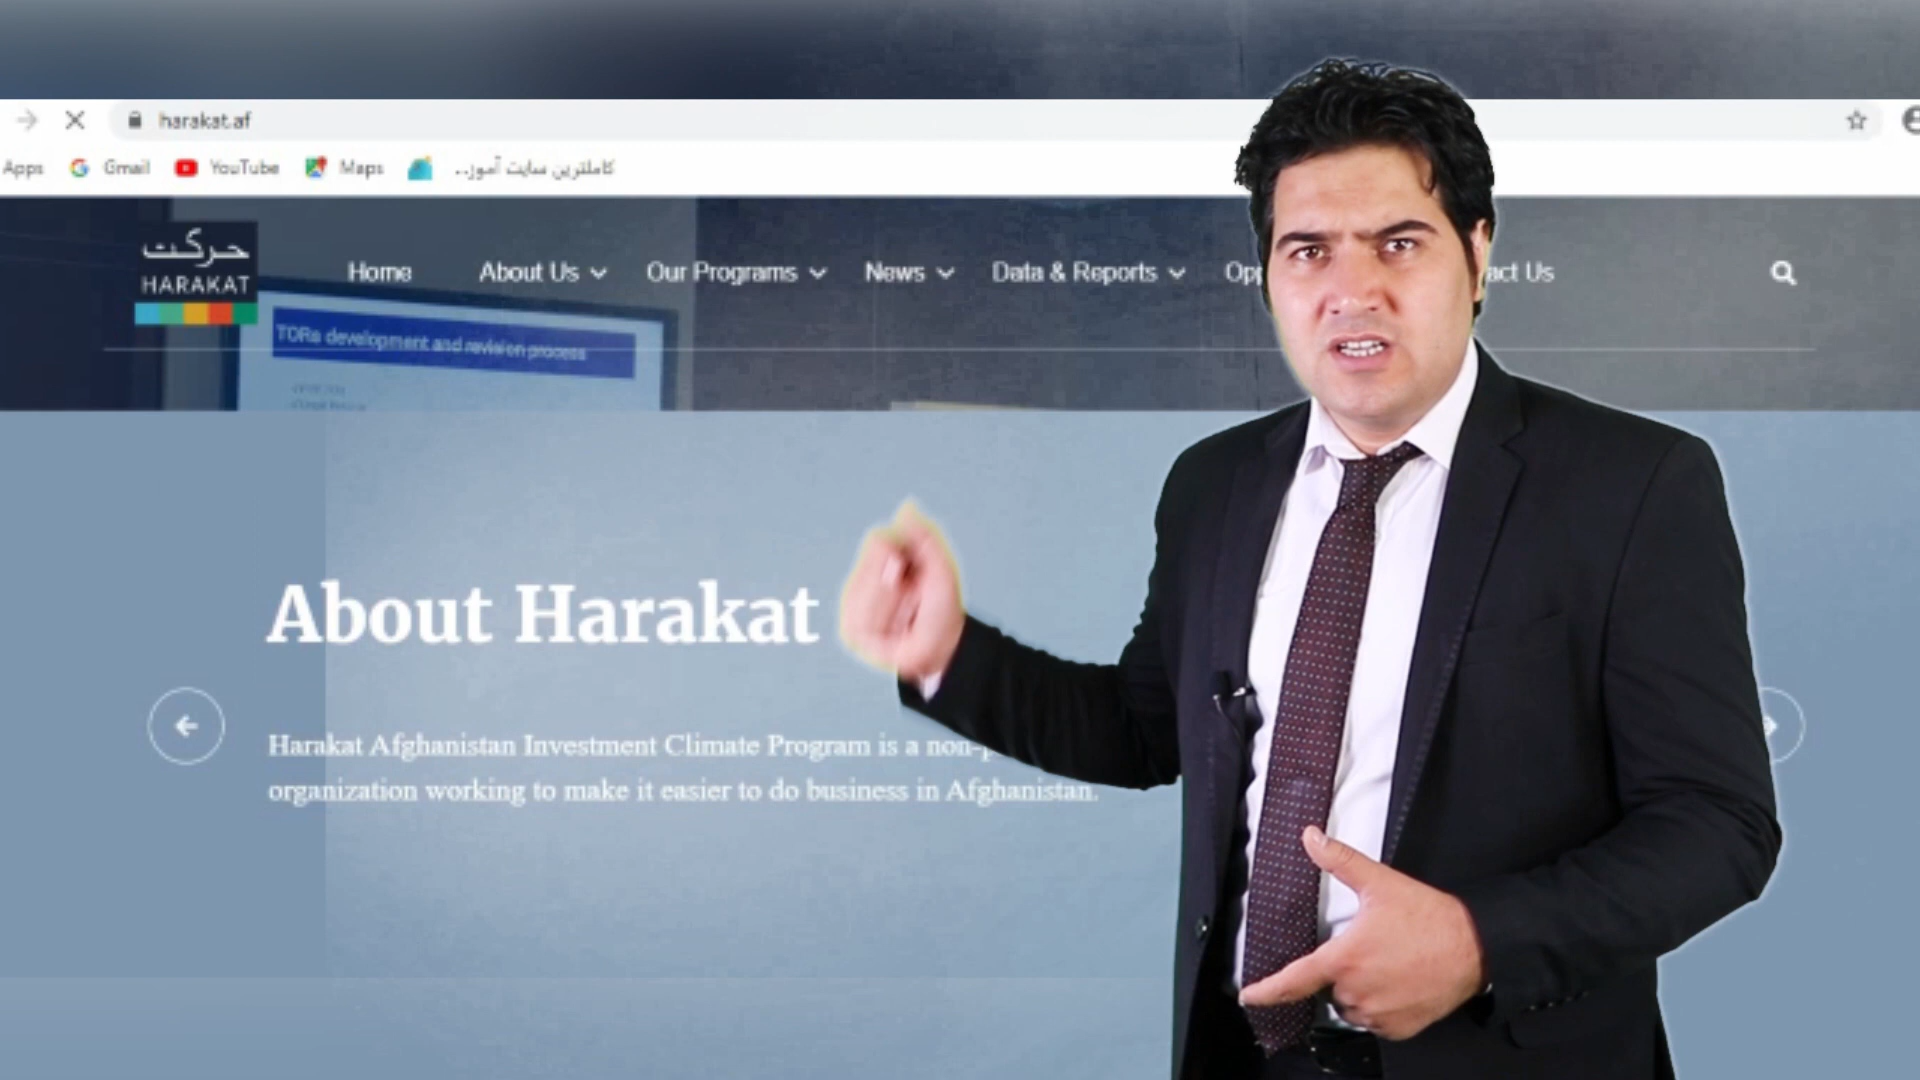 harakat.af
Apps Gmail YouTube Maps کاملترین سایت آموز...
حرکت
HARAKAT
Home About Us Our Programs News Data & Reports Opp act Us
TORs development and revision process
About Harakat
Harakat Afghanistan Investment Climate Program is a non-p
organization working to make it easier to do business in Afghanistan.